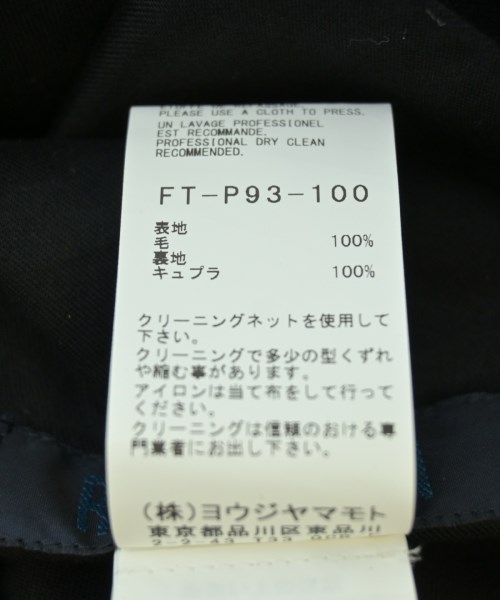 PLEASE USE A CLOTH TO PRESS.
UN LAVAGE PROFESSIONEL
EST RECOMMANDE.
PROFESSIONAL DRY CLEAN
RECOMMENDED.
FT-P93-100
表地
毛 100%
裏地
キュプラ 100%
クリーニングネットを使用して
下さい。
クリーニングで多少の型くずれ
や縮む事があります。
アイロンは当て布をして行って
ください。
クリーニングは信頼のおける専
門業者にお出し下さい。
(株)ヨウジヤマモト
東京都品川区東品川